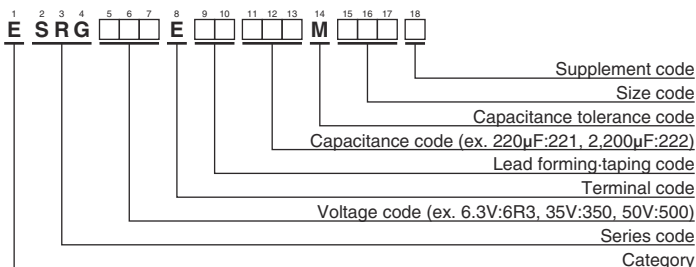 1 2 3 4 5 6 7 8 9 10 11 12 13 14 15 16 17 18
E S R G E M
Supplement code
Size code
Capacitance tolerance code
Capacitance code (ex. 220µF:221, 2,200µF:222)
Lead forming·taping code
Terminal code
Voltage code (ex. 6.3V:6R3, 35V:350, 50V:500)
Series code
Category